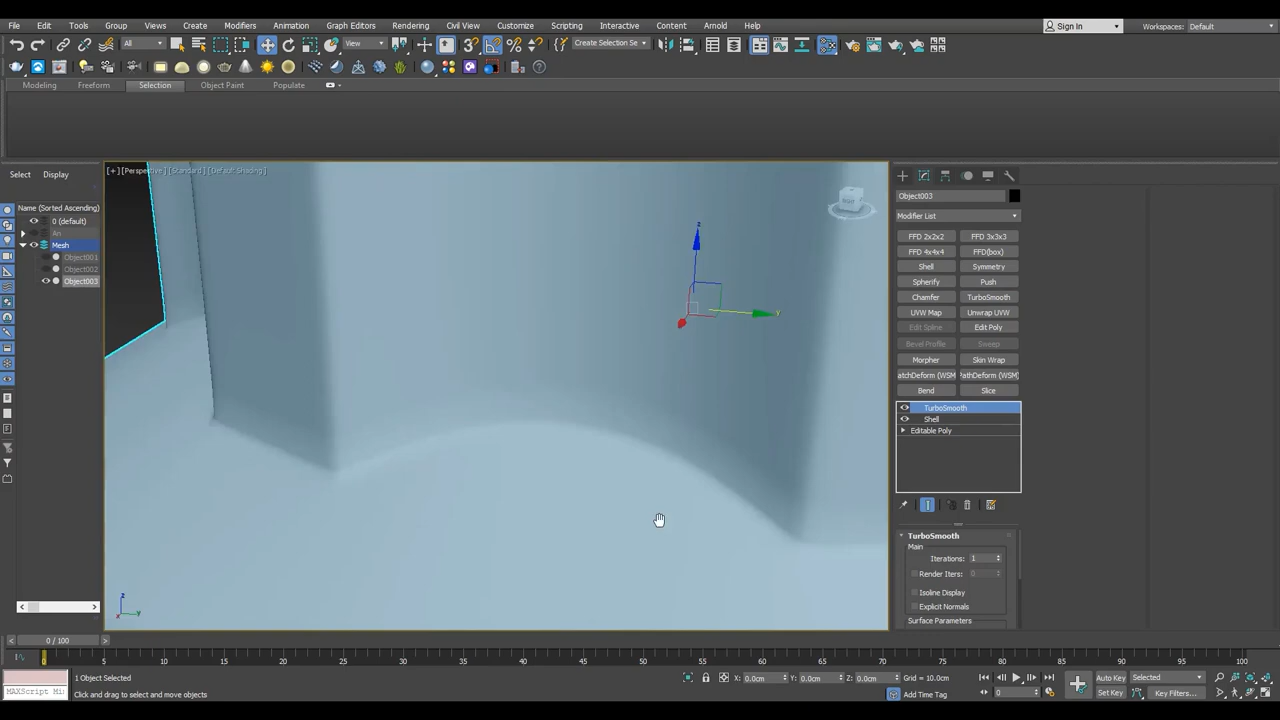 File Edit Tools Group Views Create Modifiers Animation Graph Editors Rendering Civil View Customize Scripting Interactive Content Arnold Help
Sign In Workspaces: Default
All View Create Selection Se
Modeling Freeform Selection Object Paint Populate
Select Display
[+] [Perspective] [Standard] [Default Shading]
Name (Sorted Ascending)
0 (default)
An
Mesh
Object001
Object002
Object003
RIGHT
z
y
z
x y
Object003
Modifier List
FFD 2x2x2 FFD 3x3x3
FFD 4x4x4 FFD(box)
Shell Symmetry
Spherify Push
Chamfer TurboSmooth
UVW Map Unwrap UVW
Edit Spline Edit Poly
Bevel Profile Sweep
Morpher Skin Wrap
atchDeform (WSM PathDeform (WSM)
Bend Slice
TurboSmooth
Shell
Editable Poly
TurboSmooth
Main
Iterations: 1
Render Iters: 0
Isoline Display
Explicit Normals
Surface Parameters
0 / 100
0 5 10 15 20 25 30 35 40 45 50 55 60 65 70 75 80 85 90 95 100
1 Object Selected
X: 0.0cm Y: 0.0cm Z: 0.0cm Grid = 10.0cm
Auto Key Selected
MAXScript Mi
Click and drag to select and move objects
Add Time Tag
0
Set Key Key Filters...